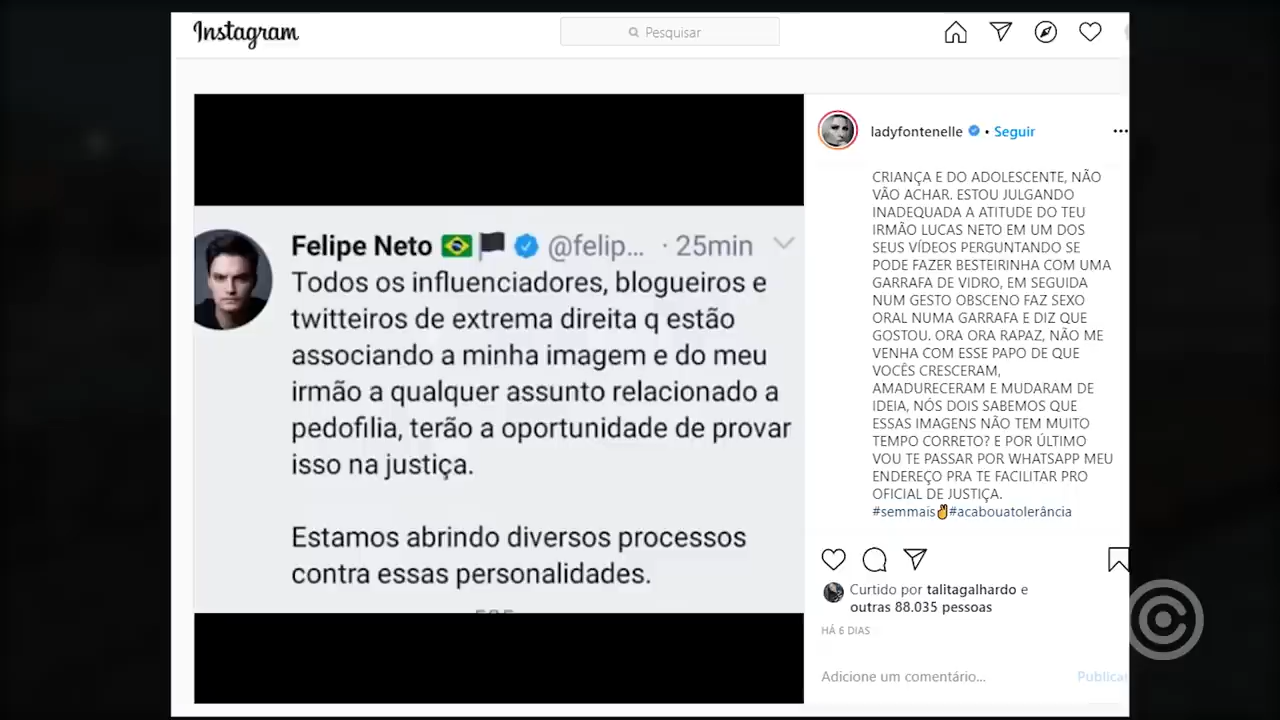 Instagram
Pesquisar
Felipe Neto 🇧🇷🏴 @felip... · 25min
Todos os influenciadores, blogueiros e
twitteiros de extrema direita q estão
associando a minha imagem e do meu
irmão a qualquer assunto relacionado a
pedofilia, terão a oportunidade de provar
isso na justiça.
Estamos abrindo diversos processos
contra essas personalidades.
ladyfontenelle • Seguir
CRIANÇA E DO ADOLESCENTE, NÃO
VÃO ACHAR. ESTOU JULGANDO
INADEQUADA A ATITUDE DO TEU
IRMÃO LUCAS NETO EM UM DOS
SEUS VÍDEOS PERGUNTANDO SE
PODE FAZER BESTEIRINHA COM UMA
GARRAFA DE VIDRO, EM SEGUIDA
NUM GESTO OBSCENO FAZ SEXO
ORAL NUMA GARRAFA E DIZ QUE
GOSTOU. ORA ORA RAPAZ, NÃO ME
VENHA COM ESSE PAPO DE QUE
VOCÊS CRESCERAM,
AMADURECERAM E MUDARAM DE
IDEIA, NÓS DOIS SABEMOS QUE
ESSAS IMAGENS NÃO TEM MUITO
TEMPO CORRETO? E POR ÚLTIMO
VOU TE PASSAR POR WHATSAPP MEU
ENDEREÇO PRA TE FACILITAR PRO
OFICIAL DE JUSTIÇA.
#semmais✌#acabouatolerância
Curtido por talitagalhardo e
outras 88.035 pessoas
HÁ 6 DIAS
Adicione um comentário...
Publicar